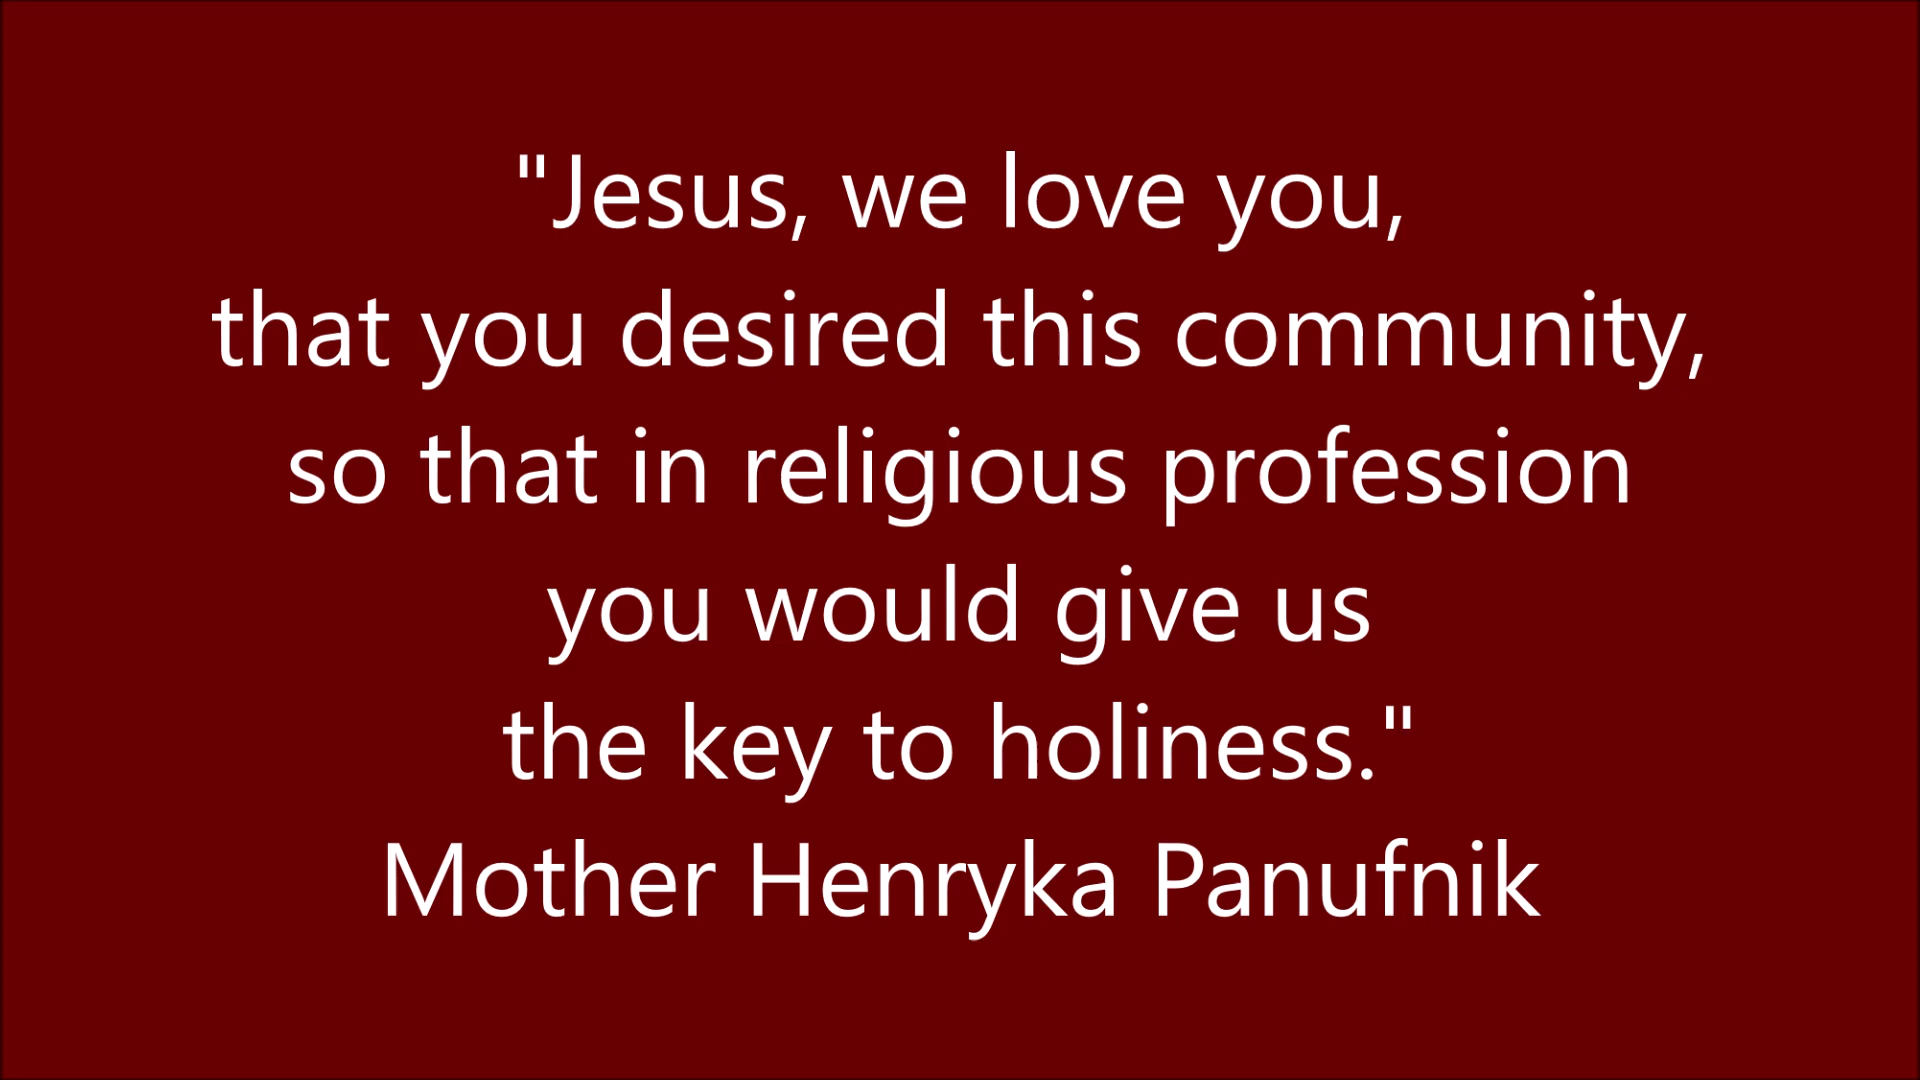 "Jesus, we love you,
that you desired this community,
so that in religious profession
you would give us
the key to holiness."
Mother Henryka Panufnik